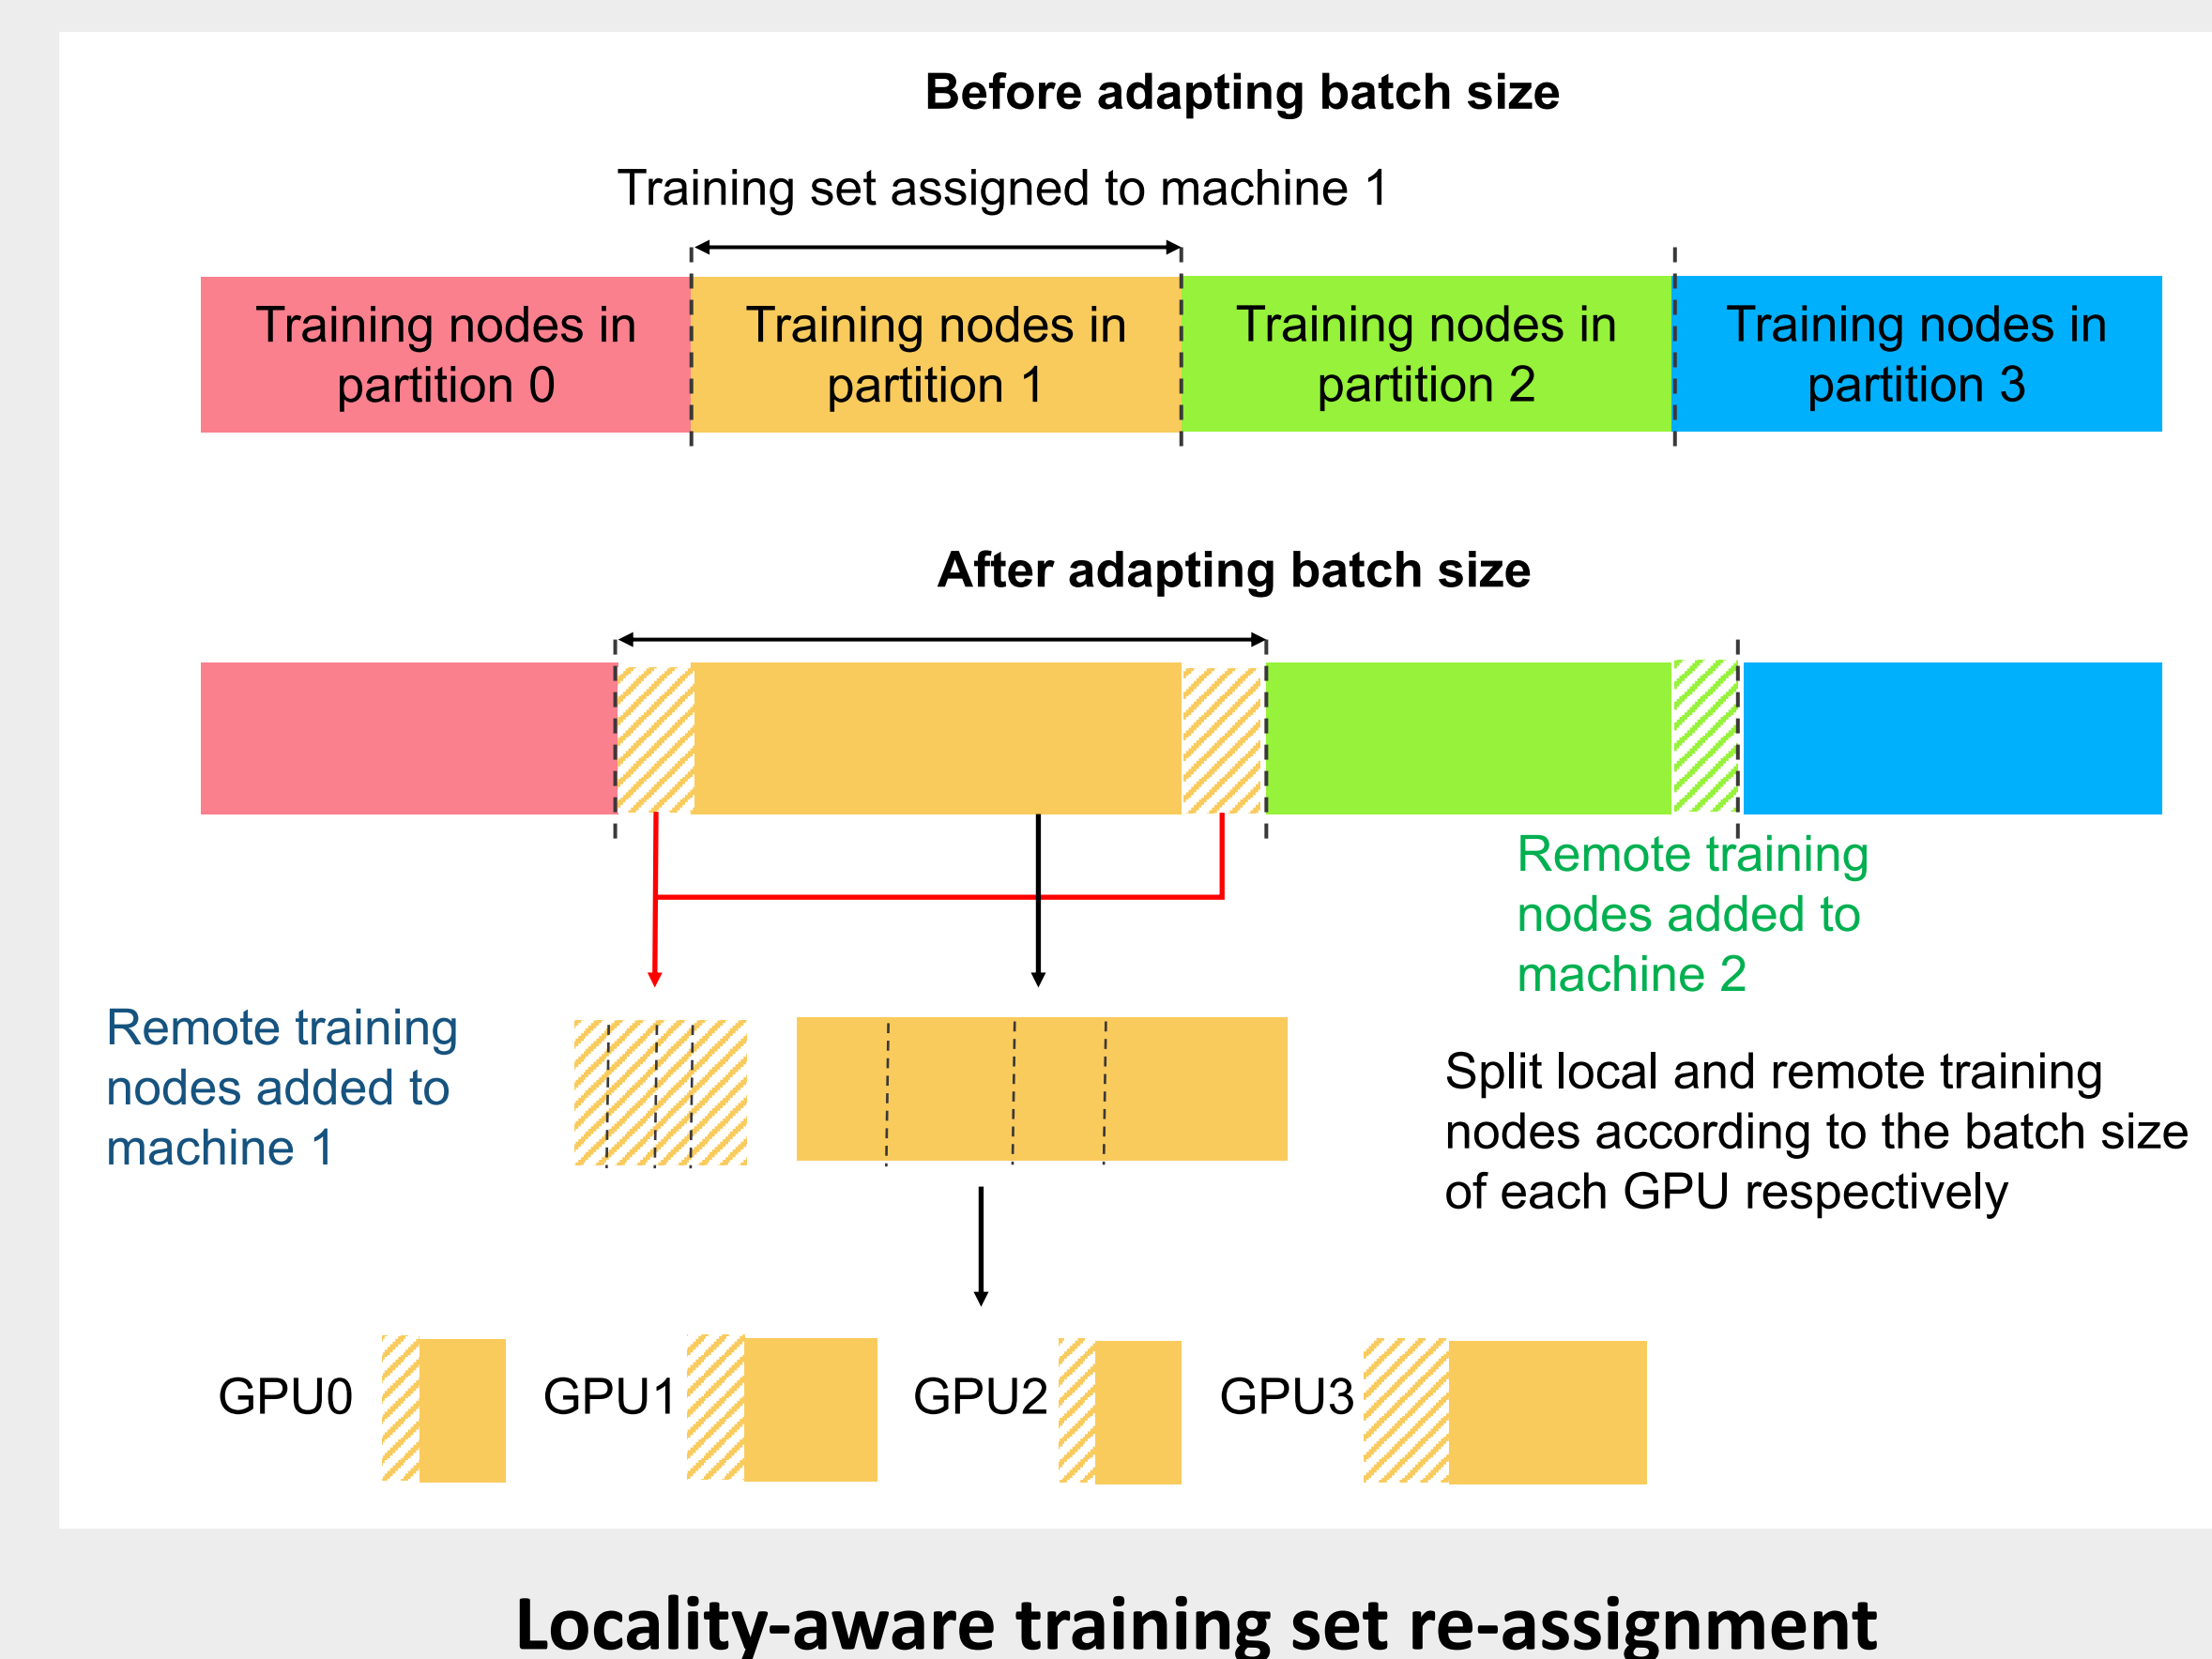 Before adapting batch size
Training set assigned to machine 1
Training nodes in
partition 0
Training nodes in
partition 1
Training nodes in
partition 2
Training nodes in
partition 3
After adapting batch size
Remote training
nodes added to
machine 2
Remote training
nodes added to
machine 1
Split local and remote training
nodes according to the batch size
of each GPU respectively
GPU0
GPU1
GPU2
GPU3
Locality-aware training set re-assignment